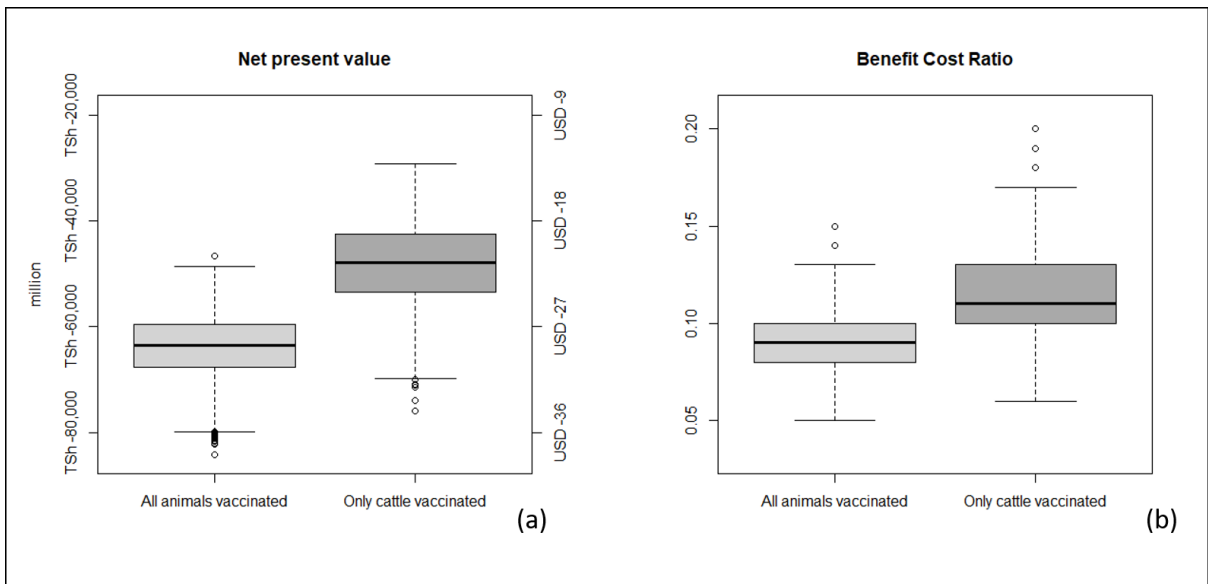 Net present value
million
TSh -20,000
TSh -40,000
TSh -60,000
TSh -80,000
USD -9
USD -18
USD -27
USD -36
All animals vaccinated
Only cattle vaccinated
(a)
Benefit Cost Ratio
0.20
0.15
0.10
0.05
All animals vaccinated
Only cattle vaccinated
(b)